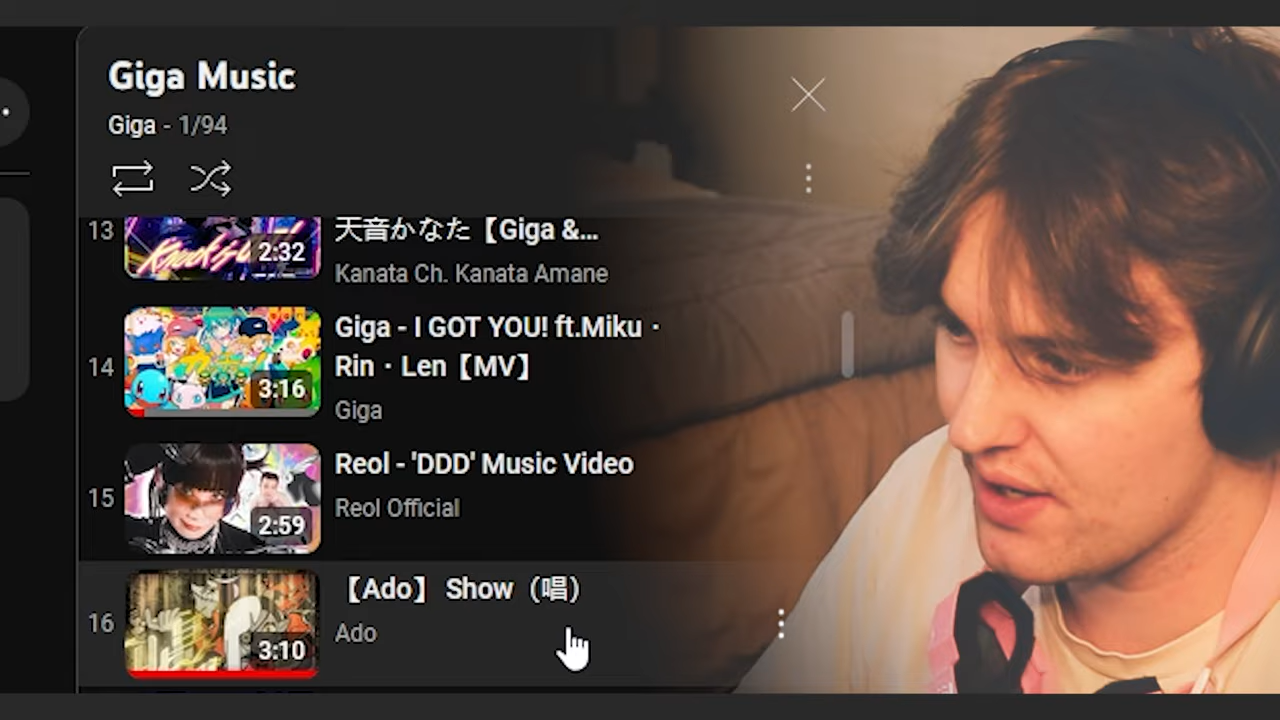 Giga Music
Giga - 1/94
13
2:32
天音かなた【Giga &...
Kanata Ch. Kanata Amane
14
3:16
Giga - I GOT YOU! ft.Miku・
Rin・Len【MV】
Giga
15
2:59
Reol - 'DDD' Music Video
Reol Official
16
3:10
【Ado】 Show（唱）
Ado